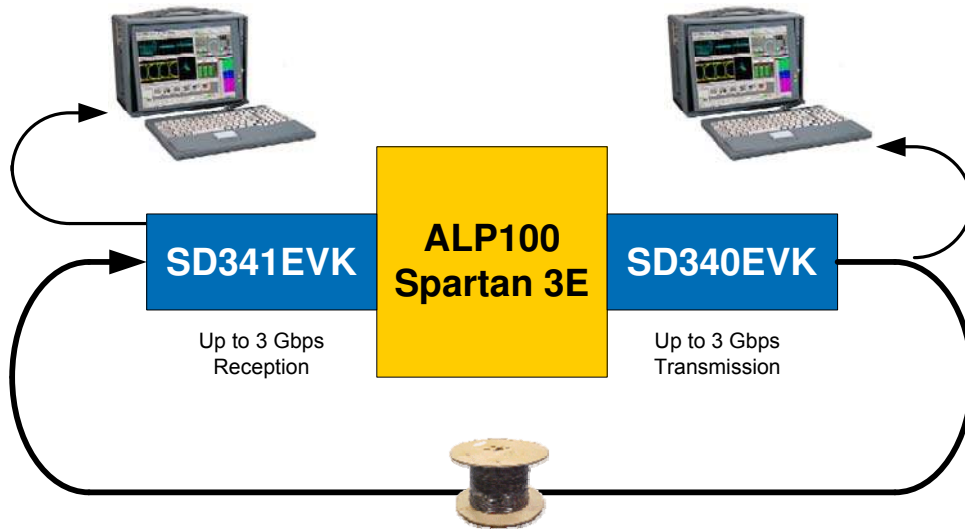 SD341EVK
ALP100
Spartan 3E
SD340EVK
Up to 3 Gbps
Reception
Up to 3 Gbps
Transmission